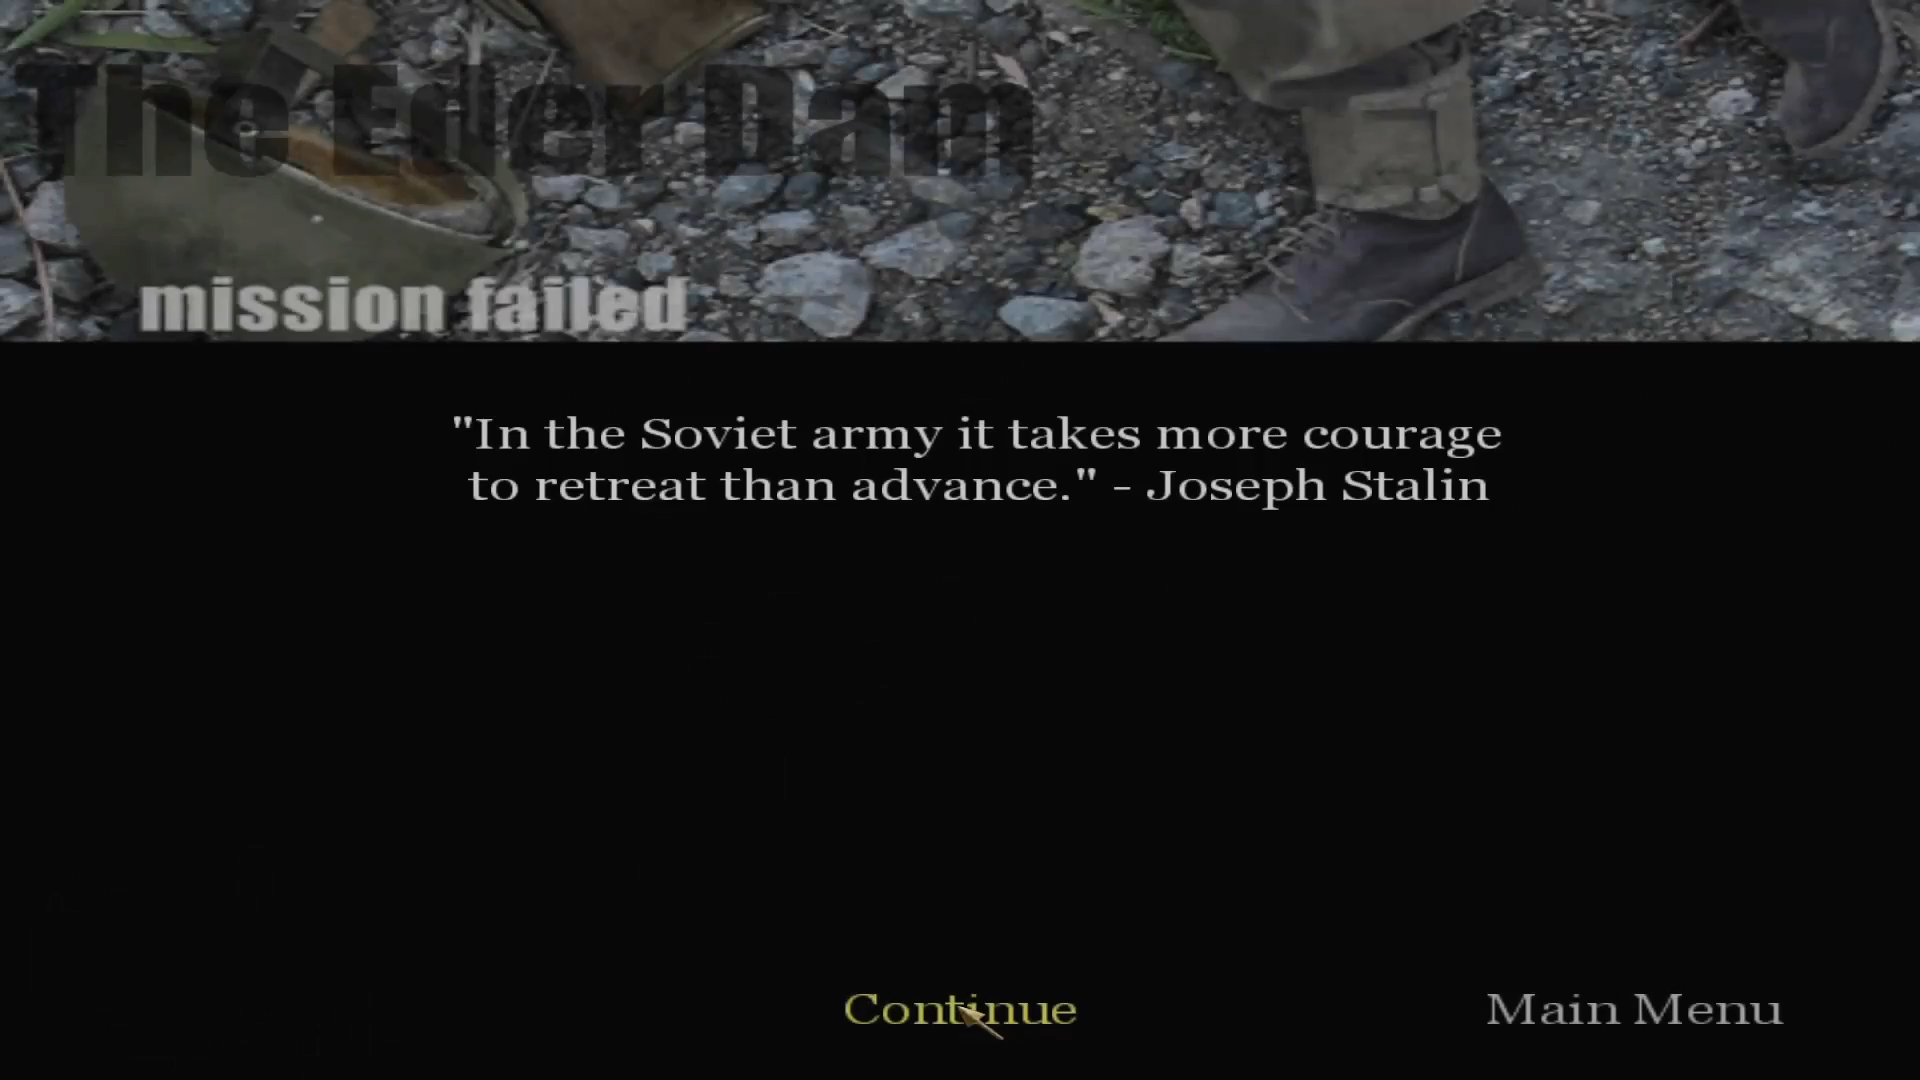 The Eder Dam
mission failed
"In the Soviet army it takes more courage
to retreat than advance." - Joseph Stalin
Continue
Main Menu